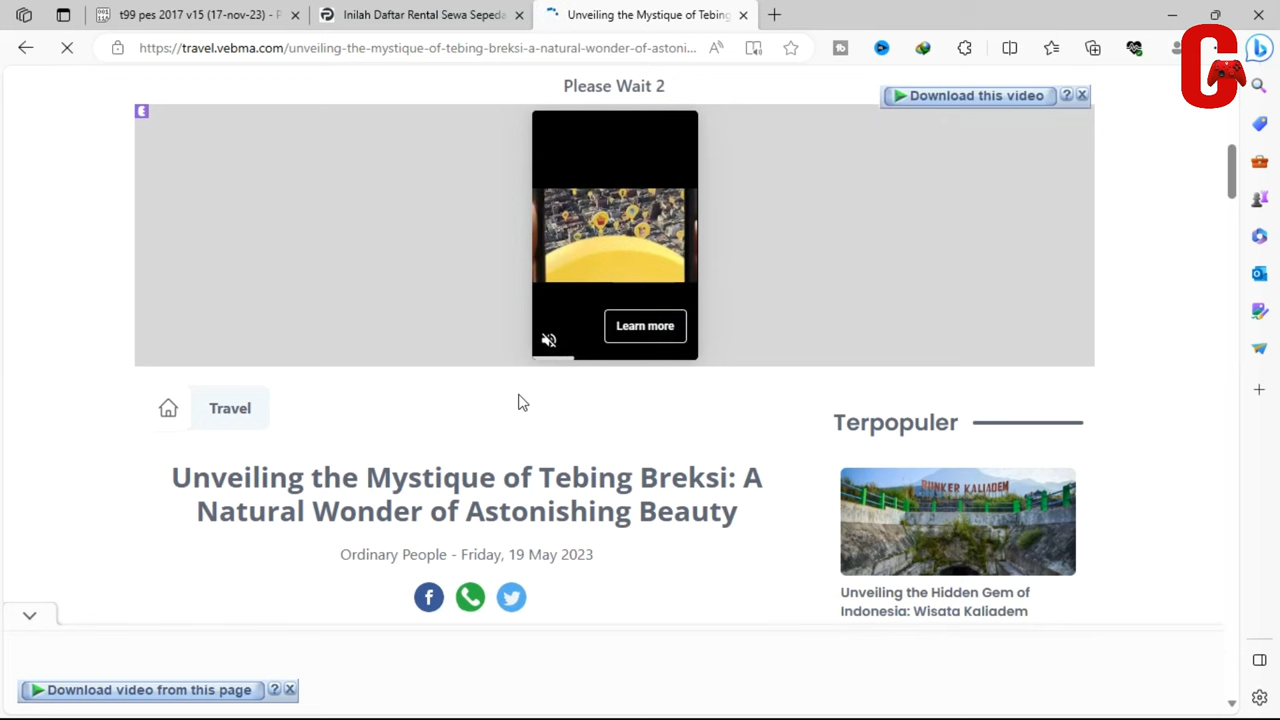 t99 pes 2017 v15 (17-nov-23) - P
Inilah Daftar Rental Sewa Sepeda
Unveiling the Mystique of Tebing
https://travel.vebma.com/unveiling-the-mystique-of-tebing-breksi-a-natural-wonder-of-astoni...
Please Wait 2
Download this video
Learn more
Travel
Terpopuler
Unveiling the Mystique of Tebing Breksi: A
Natural Wonder of Astonishing Beauty
Ordinary People - Friday, 19 May 2023
BUNKER KALIADEM
Unveiling the Hidden Gem of
Indonesia: Wisata Kaliadem
Download video from this page